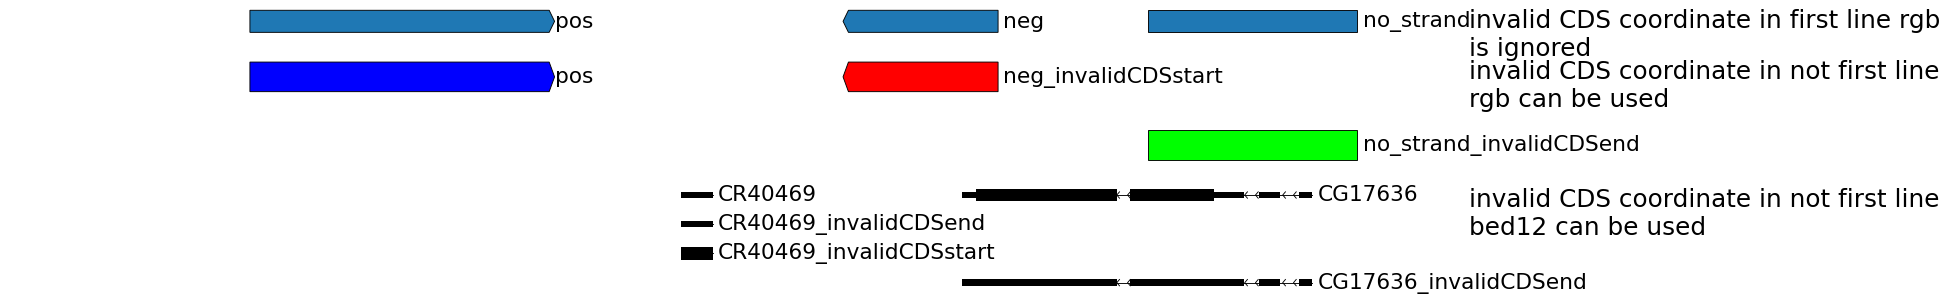 pos neg no_strand invalid CDS coordinate in first line rgb
is ignored
pos neg_invalidCDSstart invalid CDS coordinate in not first line
rgb can be used
no_strand_invalidCDSend
CR40469 CG17636 invalid CDS coordinate in not first line
CR40469_invalidCDSend bed12 can be used
CR40469_invalidCDSstart
CG17636_invalidCDSend